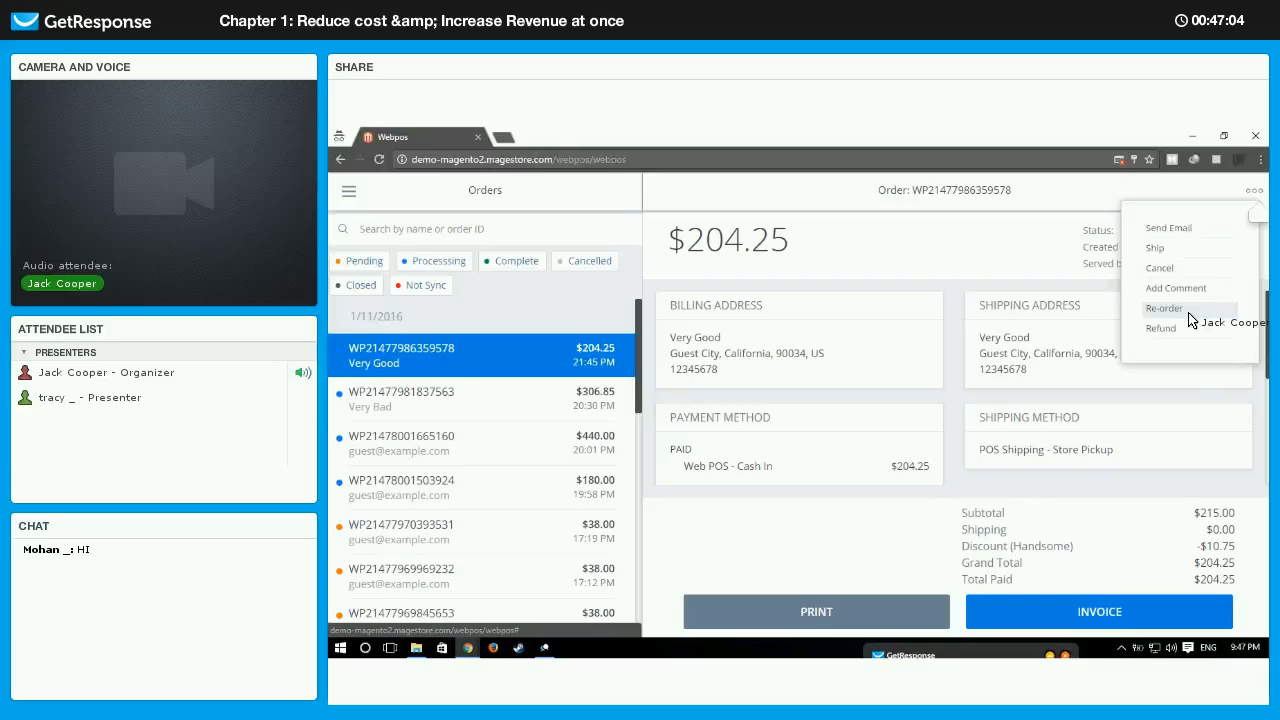 GetResponse
Chapter 1: Reduce cost &amp; Increase Revenue at once
00:47:04
CAMERA AND VOICE
Audio attendee:
Jack Cooper
ATTENDEE LIST
PRESENTERS
Jack Cooper - Organizer
tracy _ - Presenter
CHAT
Mohan _: HI
SHARE
Webpos
demo-magento2.magestore.com/webpos/webpos
Orders
Order: WP21477986359578
Search by name or order ID
Pending
Processsing
Complete
Cancelled
Closed
Not Sync
1/11/2016
WP21477986359578 $204.25
Very Good 21:45 PM
WP21477981837563 $306.85
Very Bad 20:30 PM
WP21478001665160 $440.00
guest@example.com 20:01 PM
WP21478001503924 $180.00
guest@example.com 19:58 PM
WP21477970393531 $38.00
guest@example.com 17:19 PM
WP21477969969232 $38.00
guest@example.com 17:12 PM
WP21477969845653 $38.00
demo-magento2.magestore.com/webpos/webpos#
$204.25
Status:
Created
Served b
Send Email
Ship
Cancel
Add Comment
Re-order
Refund
Jack Cooper
BILLING ADDRESS
Very Good
Guest City, California, 90034, US
12345678
SHIPPING ADDRESS
Very Good
Guest City, California, 90034,
12345678
PAYMENT METHOD
PAID
Web POS - Cash In $204.25
SHIPPING METHOD
POS Shipping - Store Pickup
Subtotal $215.00
Shipping $0.00
Discount (Handsome) -$10.75
Grand Total $204.25
Total Paid $204.25
PRINT
INVOICE
GetResponse
ENG
9:47 PM